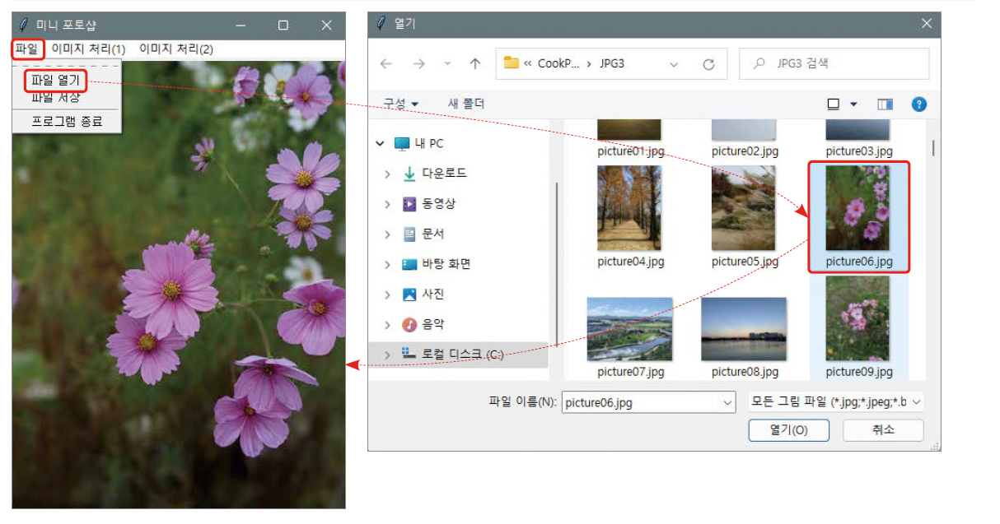 미니 포토샵
파일 이미지 처리(1) 이미지 처리(2)
파일 열기
파일 저장
프로그램 종료
열기
« CookP... › JPG3
JPG3 검색
구성
새 폴더
내 PC
다운로드
동영상
문서
바탕 화면
사진
음악
로컬 디스크 (C:)
picture01.jpg picture02.jpg picture03.jpg
picture04.jpg picture05.jpg picture06.jpg
picture07.jpg picture08.jpg picture09.jpg
파일 이름(N): picture06.jpg
모든 그림 파일 (*.jpg;*.jpeg;*.b
열기(O) 취소